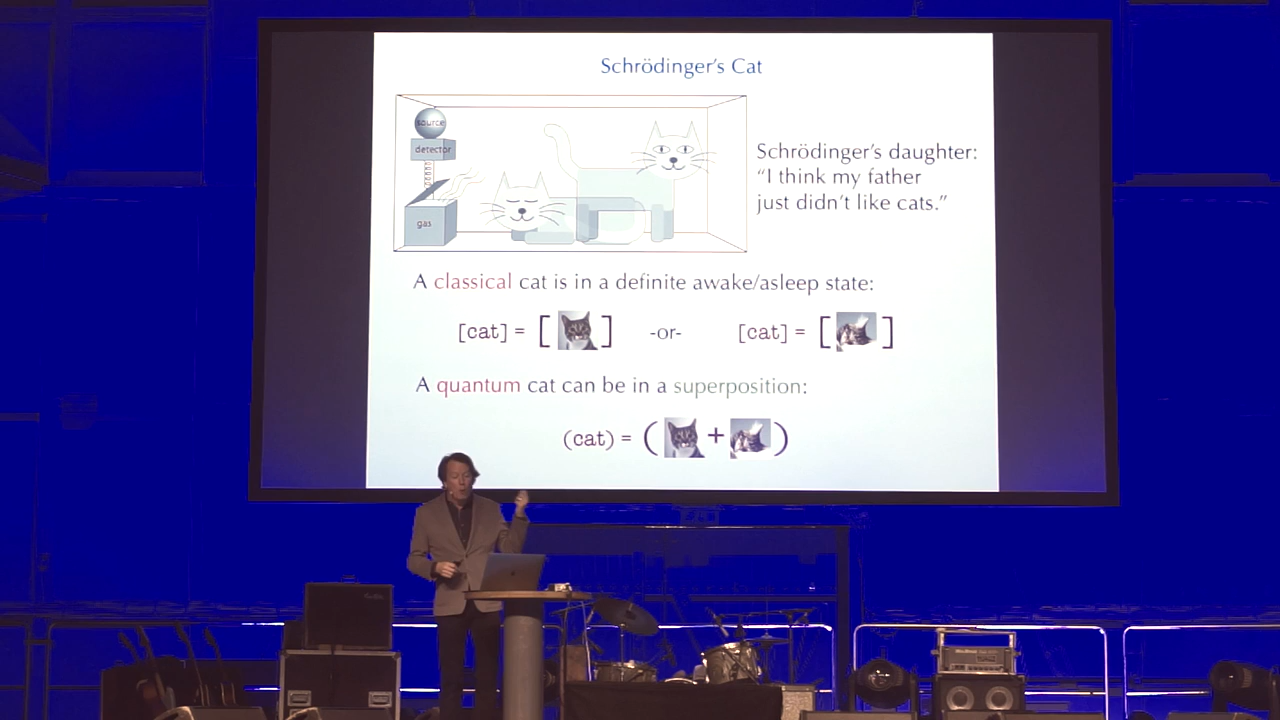 Schrödinger's Cat
source
detector
gas
Schrödinger's daughter:
“I think my father
just didn't like cats.”
A classical cat is in a definite awake/asleep state:
[cat] = [ ] -or- [cat] = [ ]
A quantum cat can be in a superposition:
(cat) = ( + )